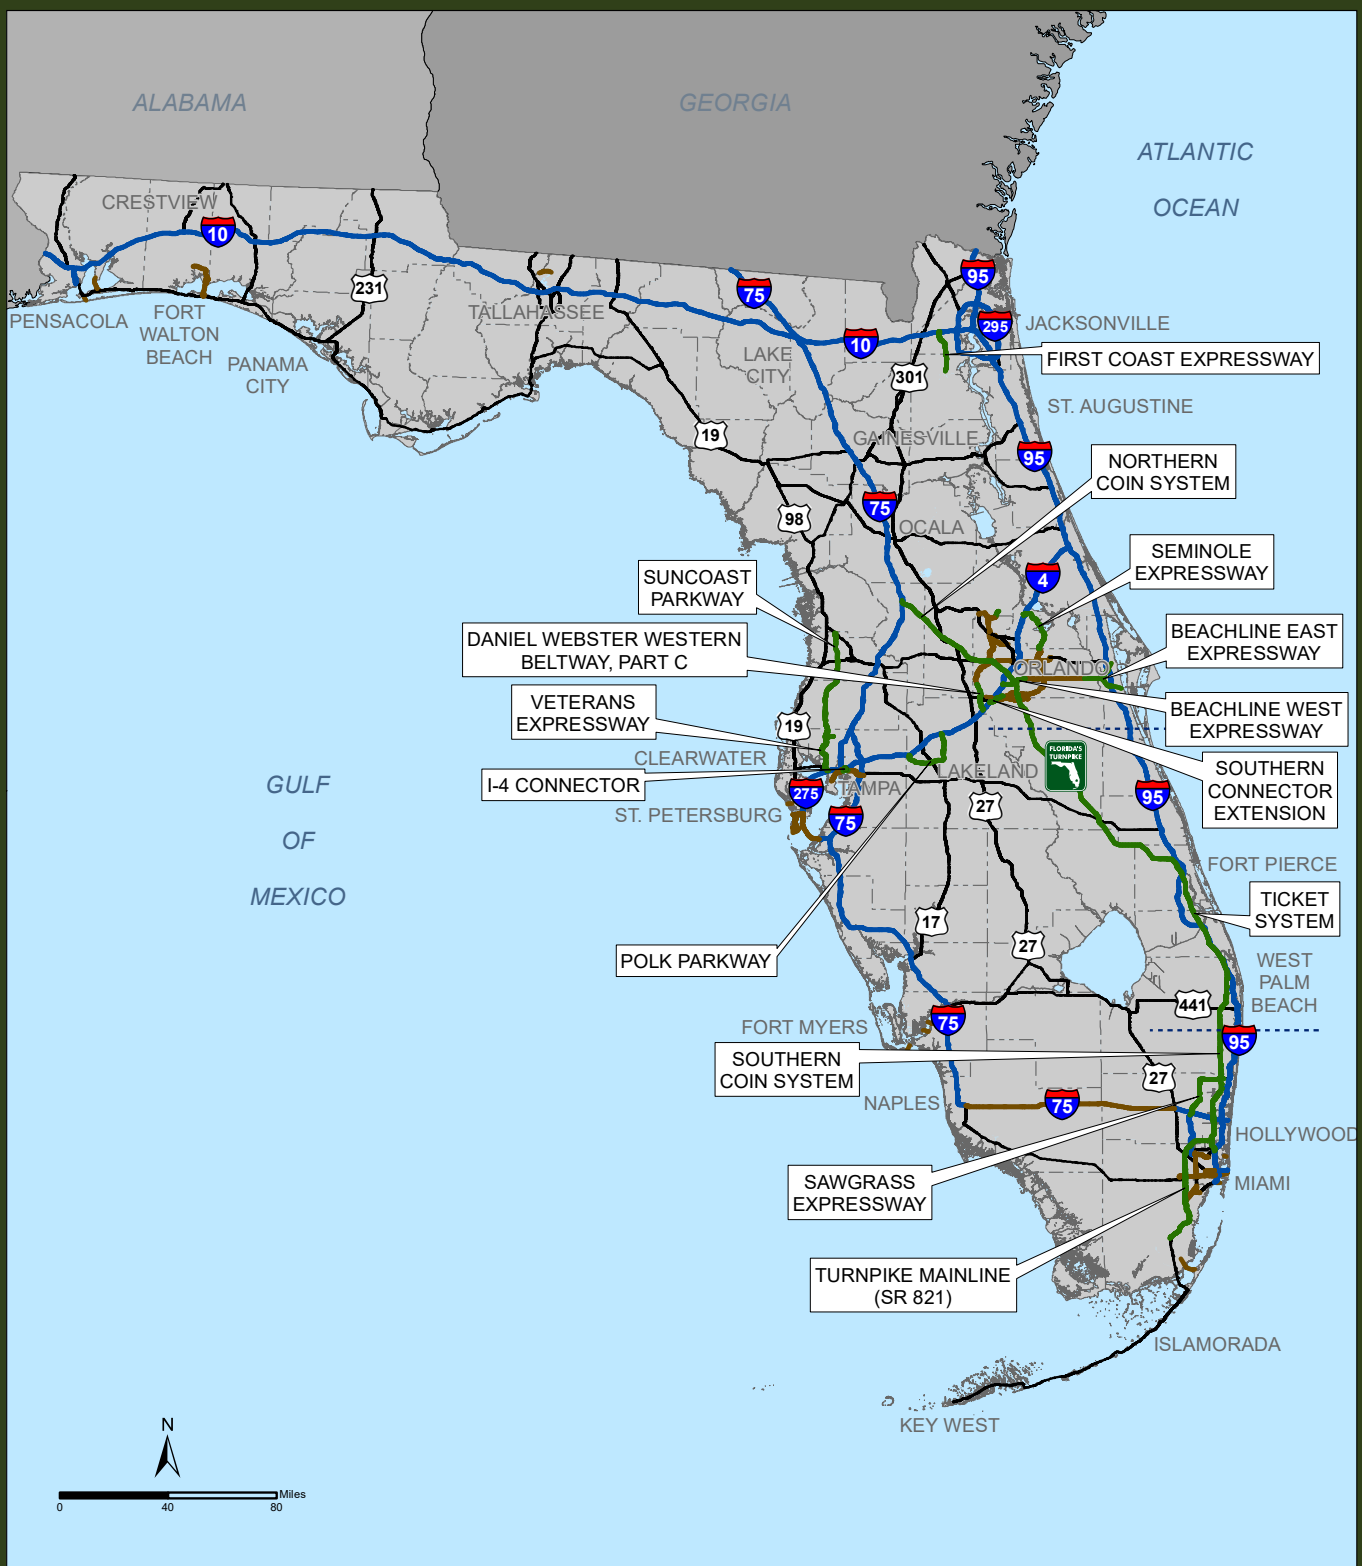 ALABAMA
GEORGIA
ATLANTIC
OCEAN
CRESTVIEW
10
231
PENSACOLA
FORT
WALTON
BEACH
PANAMA
CITY
TALLAHASSEE
75
95
295
JACKSONVILLE
10
LAKE
CITY
FIRST COAST EXPRESSWAY
301
ST. AUGUSTINE
19
GAINESVILLE
95
NORTHERN
COIN SYSTEM
75
98
OCALA
SEMINOLE
EXPRESSWAY
4
SUNCOAST
PARKWAY
DANIEL WEBSTER WESTERN
BELTWAY, PART C
BEACHLINE EAST
EXPRESSWAY
ORLANDO
VETERANS
EXPRESSWAY
BEACHLINE WEST
EXPRESSWAY
19
CLEARWATER
FLORIDA'S
TURNPIKE
SOUTHERN
CONNECTOR
EXTENSION
I-4 CONNECTOR
LAKELAND
TAMPA
275
95
27
ST. PETERSBURG
75
GULF
OF
MEXICO
FORT PIERCE
TICKET
SYSTEM
17
27
POLK PARKWAY
WEST
PALM
BEACH
441
FORT MYERS
75
95
SOUTHERN
COIN SYSTEM
27
NAPLES
75
HOLLYWOOD
SAWGRASS
EXPRESSWAY
MIAMI
TURNPIKE MAINLINE
(SR 821)
ISLAMORADA
KEY WEST
N
Miles
0 40 80